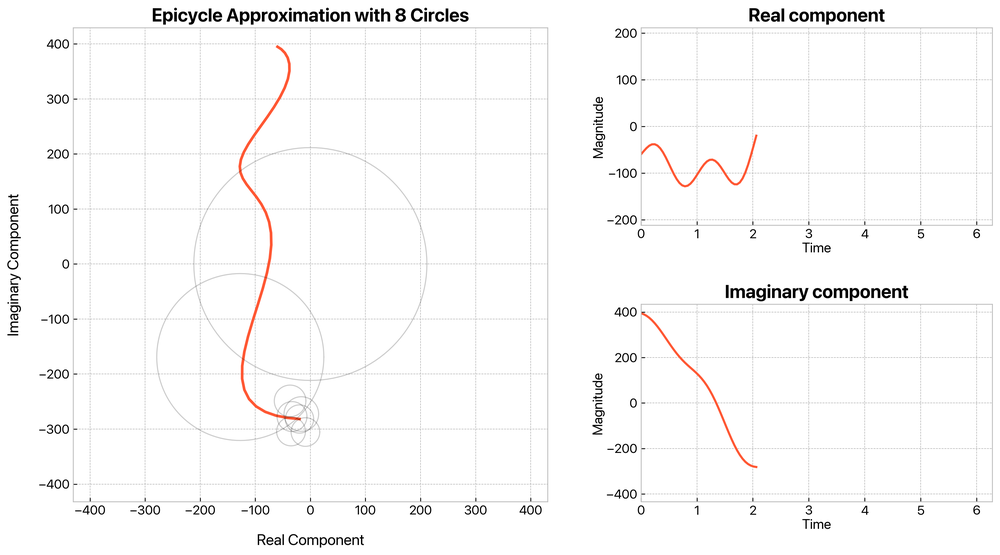 Epicycle Approximation with 8 Circles
Imaginary Component
400
300
200
100
0
−100
−200
−300
−400
−400 −300 −200 −100 0 100 200 300 400
Real Component
Real component
Magnitude
200
100
0
−100
−200
0 1 2 3 4 5 6
Time
Imaginary component
Magnitude
400
200
0
−200
−400
0 1 2 3 4 5 6
Time